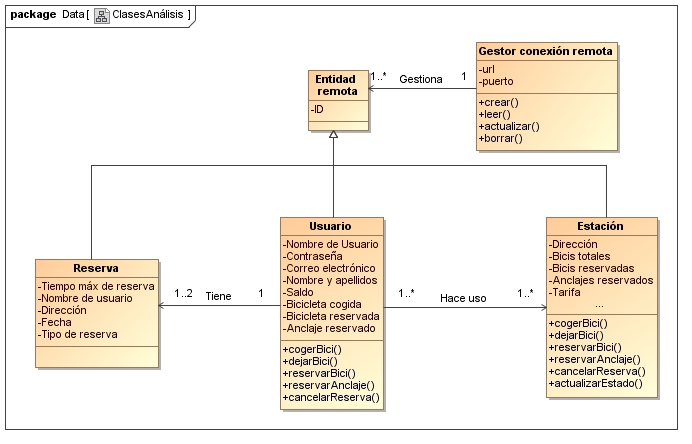 package Data [ ClasesAnálisis ]
Gestor conexión remota
-url
-puerto
+crear()
+leer()
+actualizar()
+borrar()
1..* Gestiona 1
Entidad
remota
-ID
Reserva
-Tiempo máx de reserva
-Nombre de usuario
-Dirección
-Fecha
-Tipo de reserva
1..2 Tiene 1
Usuario
-Nombre de Usuario
-Contraseña
-Correo electrónico
-Nombre y apellidos
-Saldo
-Bicicleta cogida
-Bicicleta reservada
-Anclaje reservado
+cogerBici()
+dejarBici()
+reservarBici()
+reservarAnclaje()
+cancelarReserva()
1..* Hace uso 1..*
Estación
-Dirección
-Bicis totales
-Bicis reservadas
-Anclajes reservados
-Tarifa
...
+cogerBici()
+dejarBici()
+reservarBici()
+reservarAnclaje()
+cancelarReserva()
+actualizarEstado()